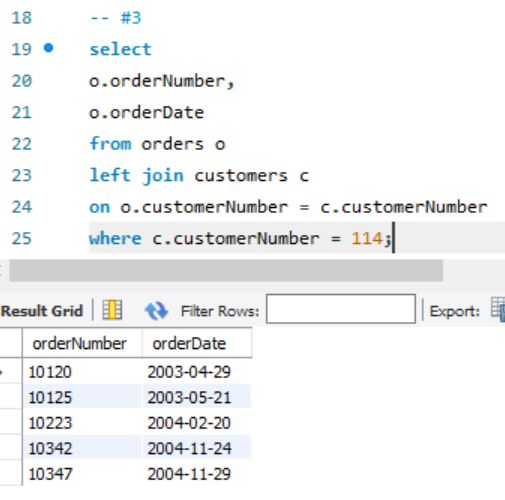 18 -- #3
19 select
20 o.orderNumber,
21 o.orderDate
22 from orders o
23 left join customers c
24 on o.customerNumber = c.customerNumber
25 where c.customerNumber = 114;
Result Grid Filter Rows: Export:
orderNumber orderDate
10120 2003-04-29
10125 2003-05-21
10223 2004-02-20
10342 2004-11-24
10347 2004-11-29